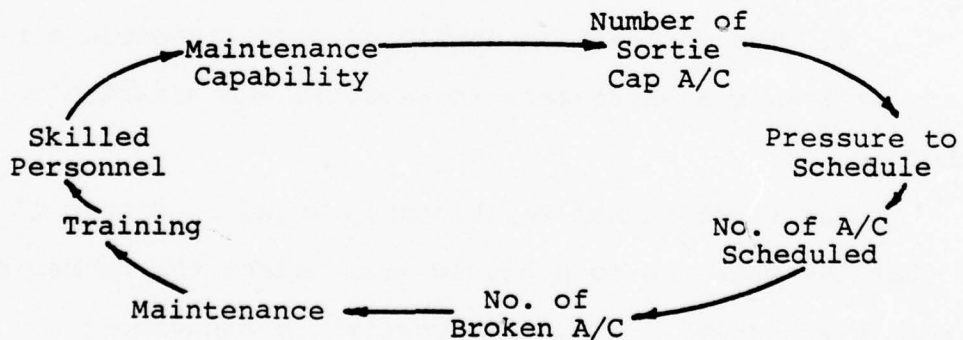 Maintenance
Capability
Number of
Sortie
Cap A/C
Pressure to
Schedule
No. of A/C
Scheduled
No. of
Broken A/C
Maintenance
Training
Skilled
Personnel